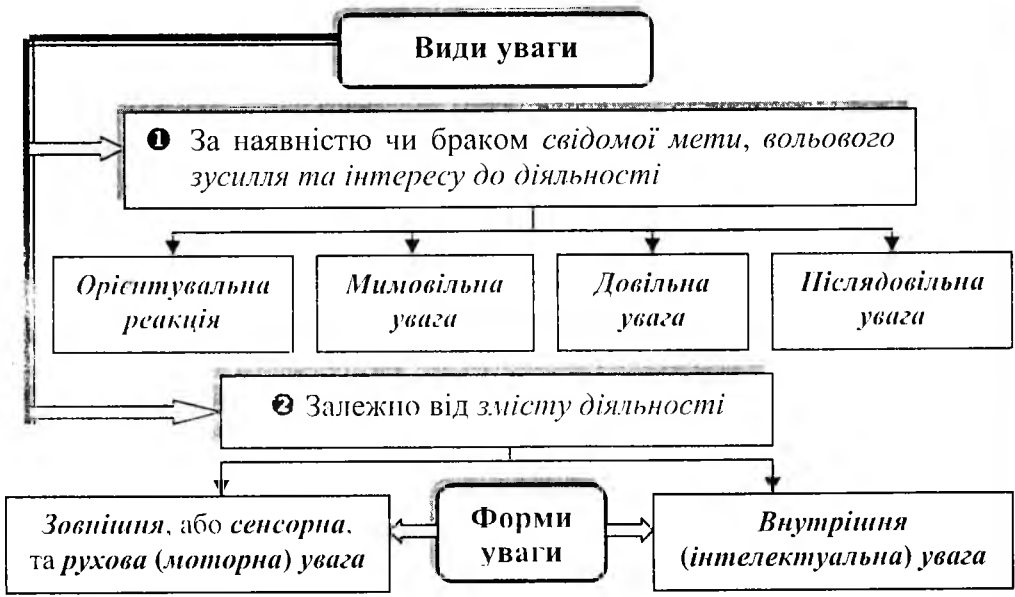 Види уваги
❶ За наявністю чи браком свідомої мети, вольового
зусилля та інтересу до діяльності
Орієнтувальна
реакція
Мимовільна
увага
Довільна
увага
Післядовільна
увага
❷ Залежно від змісту діяльності
Зовнішня, або сенсорна,
та рухова (моторна) увага
Форми
уваги
Внутрішня
(інтелектуальна) увага